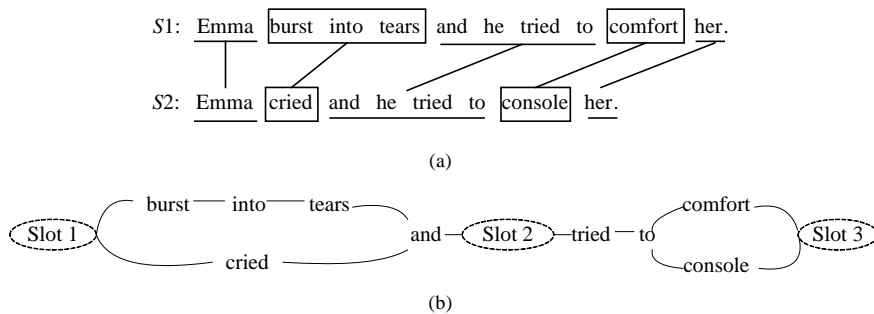 S1: Emma burst into tears and he tried to comfort her.
S2: Emma cried and he tried to console her.
(a)
burst into tears comfort
Slot 1 and Slot 2 tried to Slot 3
cried console
(b)